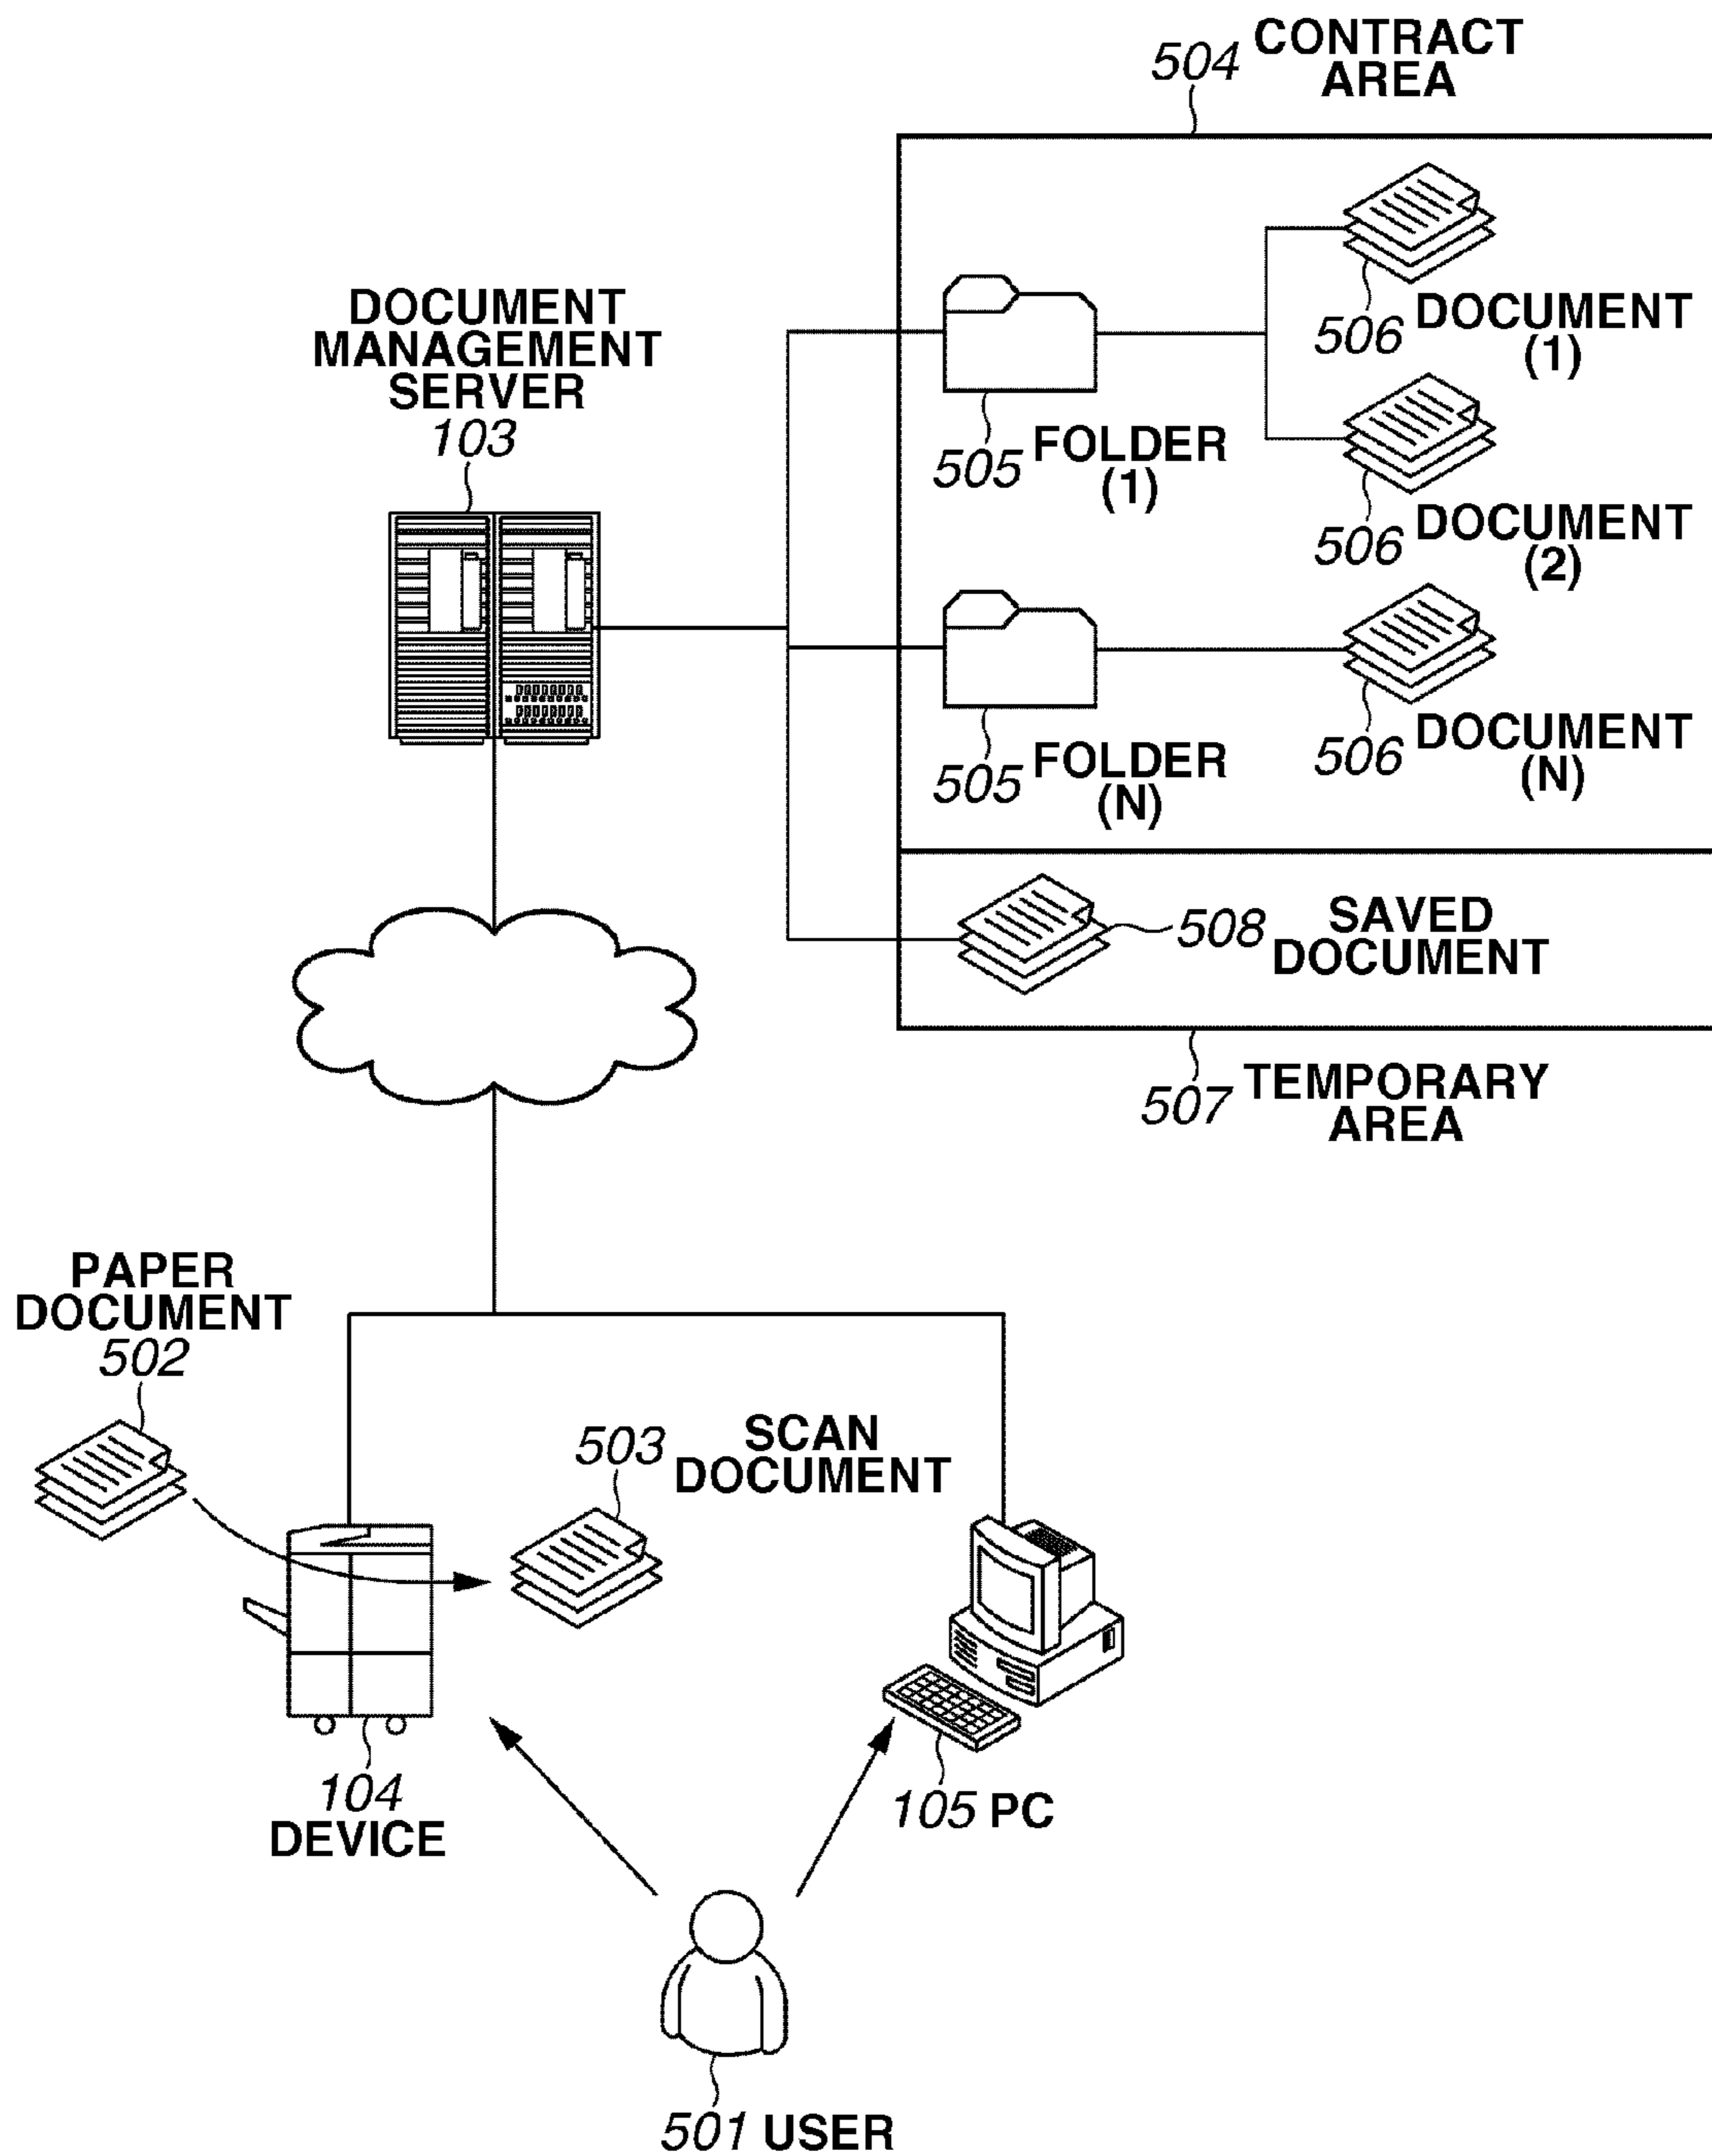 504 CONTRACT
AREA
DOCUMENT
MANAGEMENT
SERVER
103
506 DOCUMENT
(1)
505 FOLDER
(1)
506 DOCUMENT
(2)
505 FOLDER
(N)
506 DOCUMENT
(N)
508 SAVED
DOCUMENT
507 TEMPORARY
AREA
PAPER
DOCUMENT
502
503 SCAN
DOCUMENT
104
DEVICE
105 PC
501 USER